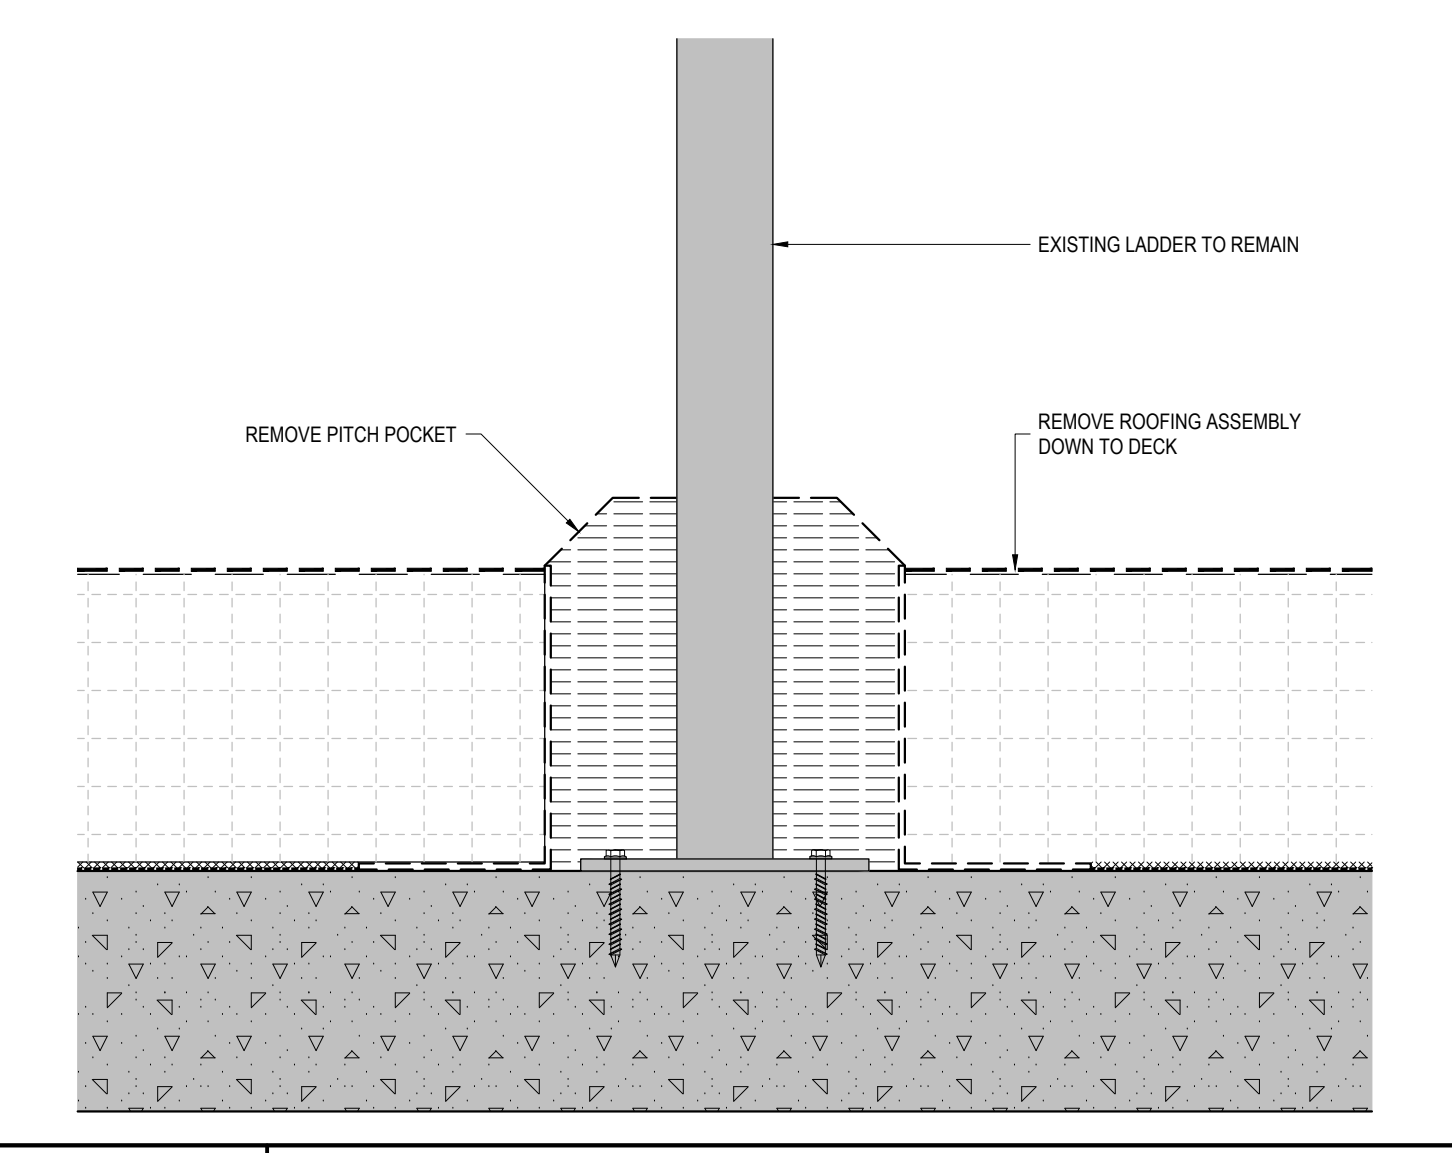 EXISTING LADDER TO REMAIN
REMOVE PITCH POCKET
REMOVE ROOFING ASSEMBLY
DOWN TO DECK